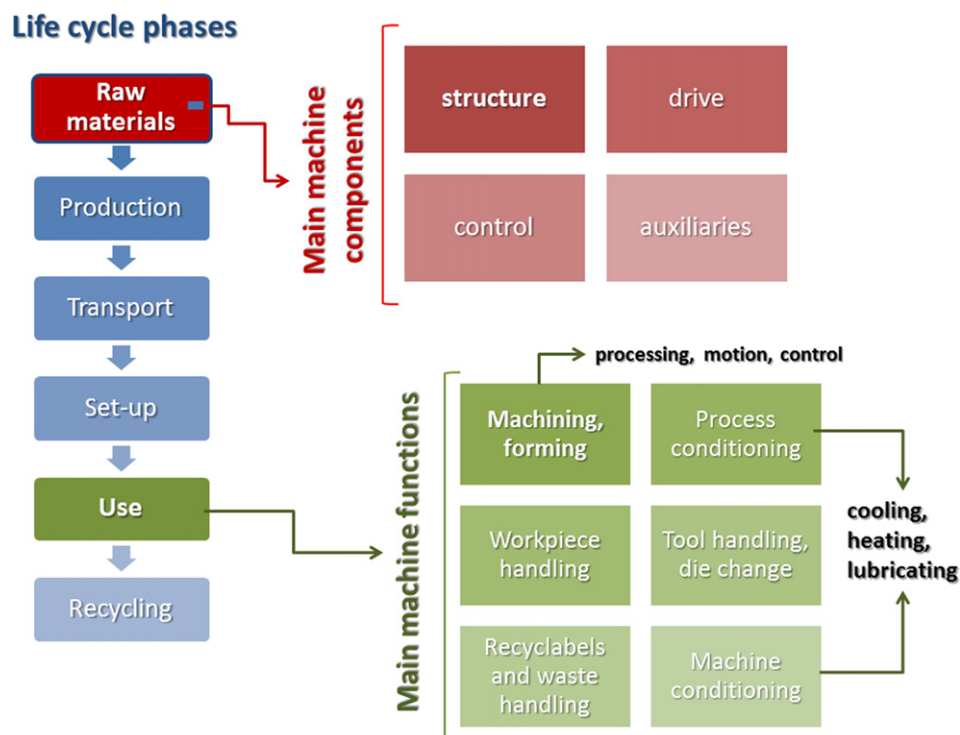 Life cycle phases
Raw
materials
Production
Transport
Set-up
Use
Recycling
Main machine
components
structure
drive
control
auxiliaries
Main machine functions
processing, motion, control
Machining,
forming
Process
conditioning
Workpiece
handling
Tool handling,
die change
Recyclabels
and waste
handling
Machine
conditioning
cooling,
heating,
lubricating